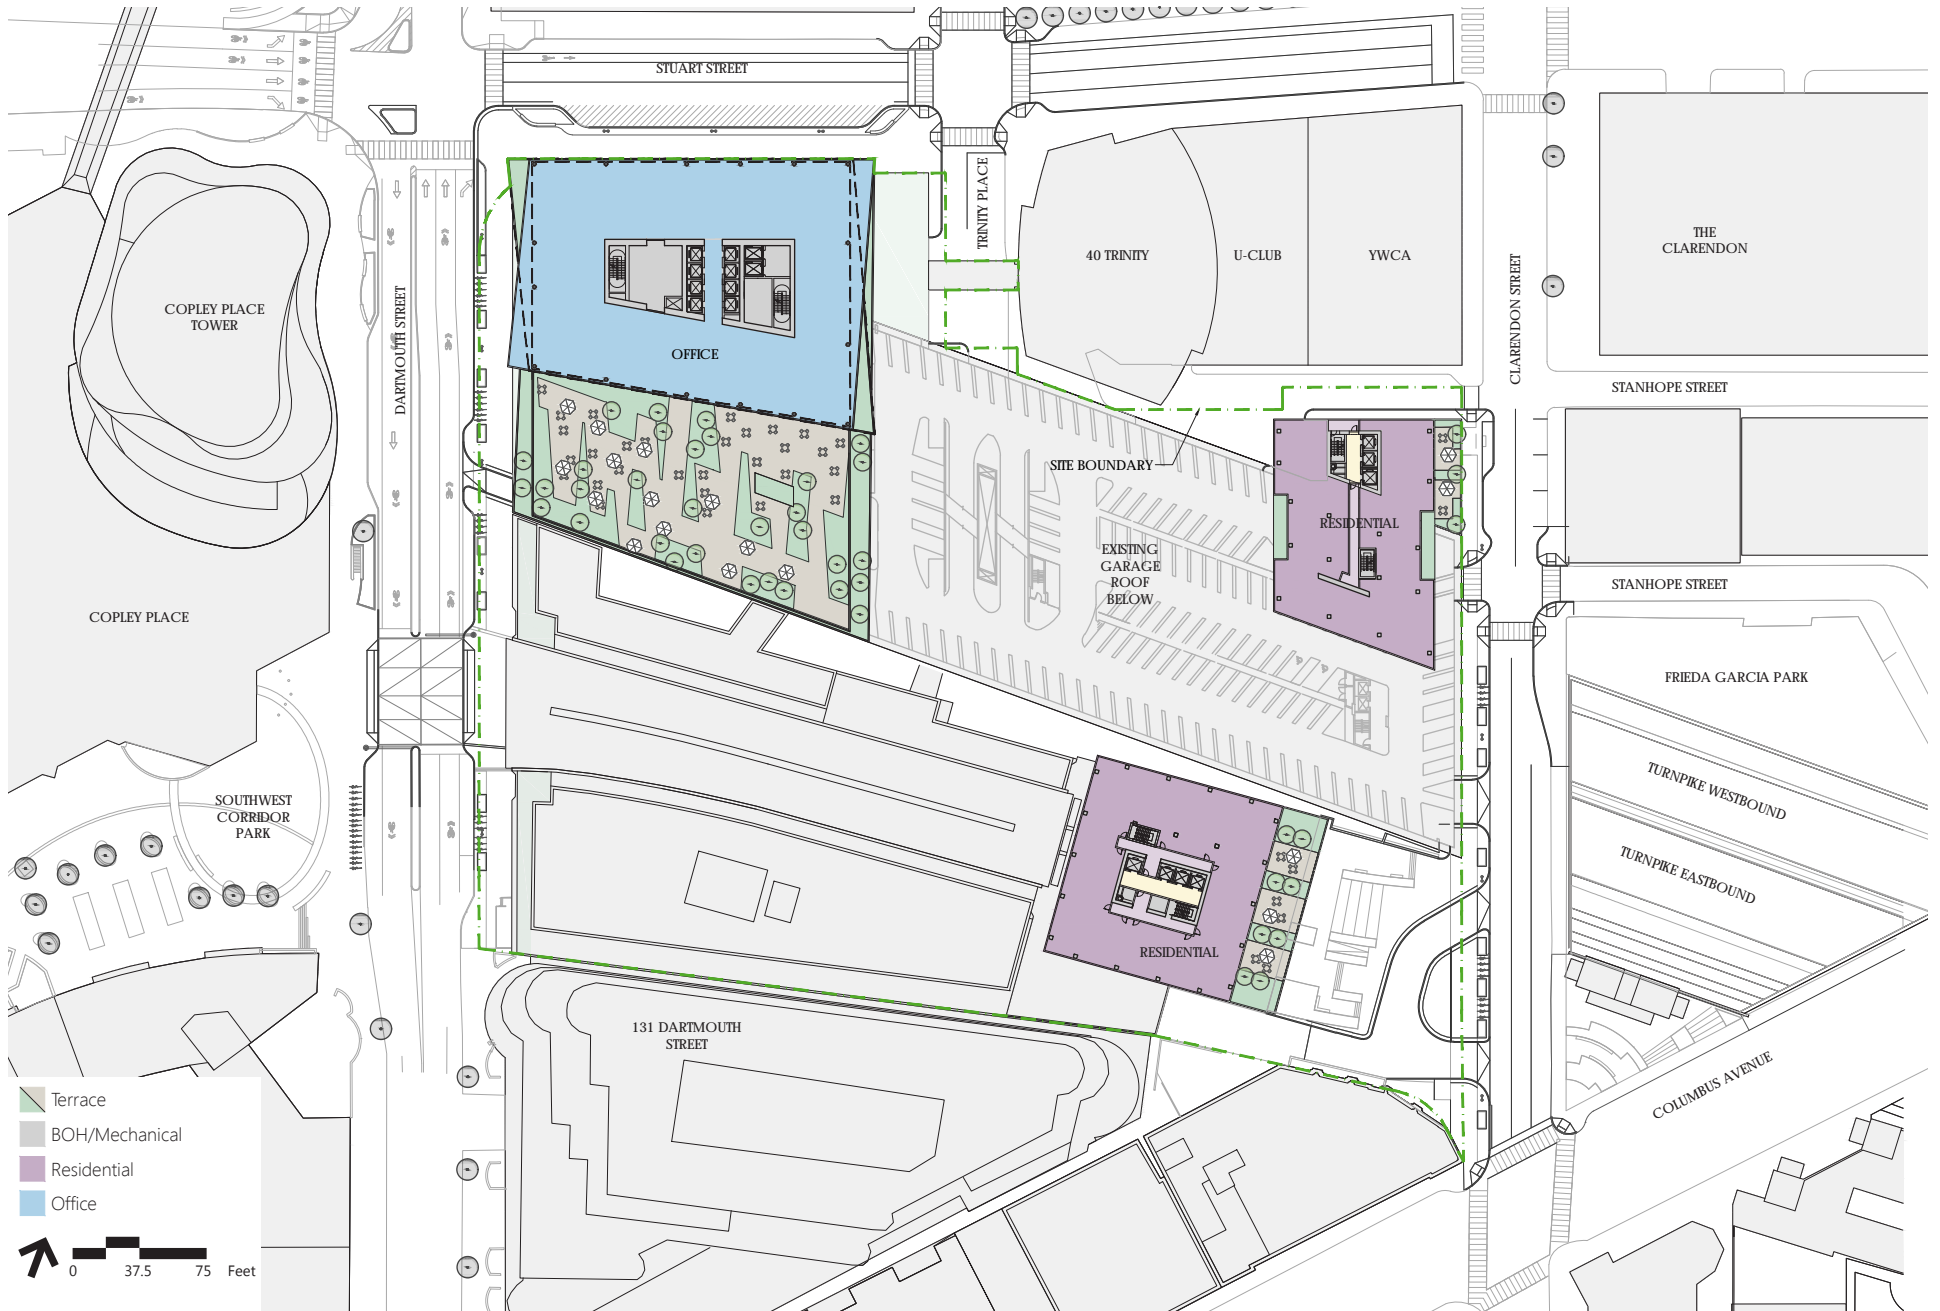 STUART STREET
TRINITY PLACE
40 TRINITY
U-CLUB
YWCA
THE
CLARENDON
CLARENDON STREET
COPLEY PLACE
TOWER
DARTMOUTH STREET
OFFICE
STANHOPE STREET
SITE BOUNDARY
RESIDENTIAL
EXISTING
GARAGE
ROOF
BELOW
STANHOPE STREET
COPLEY PLACE
FRIEDA GARCIA PARK
SOUTHWEST
CORRIDOR
PARK
TURNPIKE WESTBOUND
TURNPIKE EASTBOUND
RESIDENTIAL
131 DARTMOUTH
STREET
COLUMBUS AVENUE
Terrace
BOH/Mechanical
Residential
Office
0 37.5 75 Feet